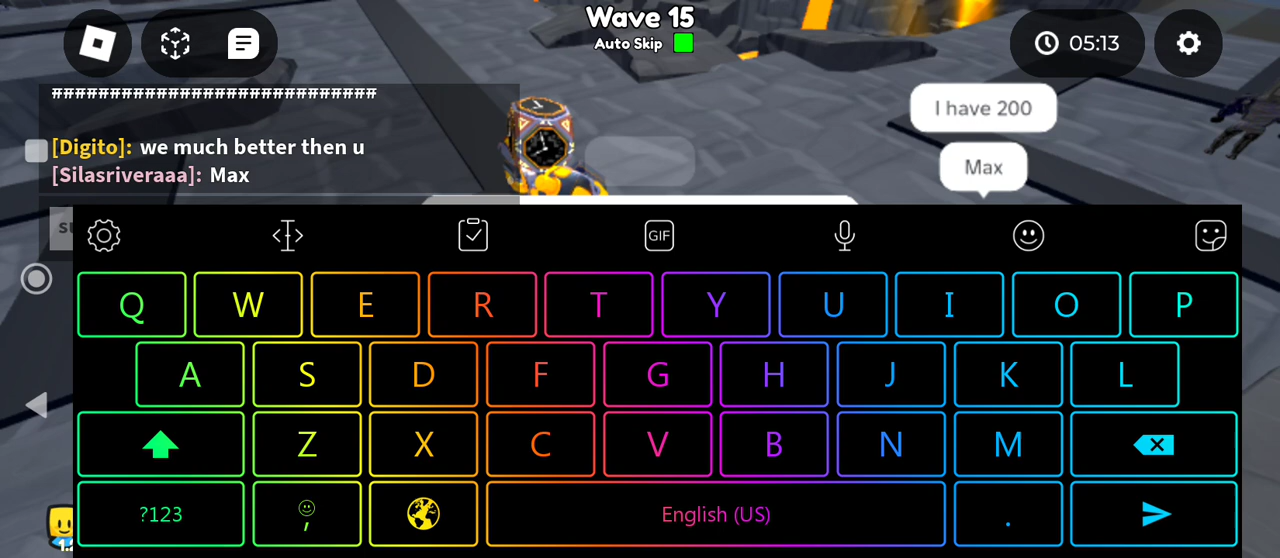 Wave 15
Auto Skip
05:13
###########################
[Digito]: we much better then u
[Silasriveraaa]: Max
I have 200
Max
GIF
Q W E R T Y U I O P
A S D F G H J K L
Z X C V B N M
?123
,
English (US)
.